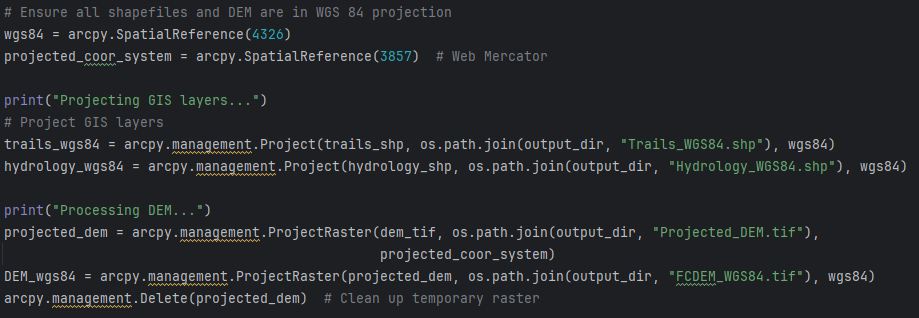 # Ensure all shapefiles and DEM are in WGS 84 projection
wgs84 = arcpy.SpatialReference(4326)
projected_coor_system = arcpy.SpatialReference(3857)  # Web Mercator
print("Projecting GIS layers...")
# Project GIS layers
trails_wgs84 = arcpy.management.Project(trails_shp, os.path.join(output_dir, "Trails_WGS84.shp"), wgs84)
hydrology_wgs84 = arcpy.management.Project(hydrology_shp, os.path.join(output_dir, "Hydrology_WGS84.shp"), wgs84)
print("Processing DEM...")
projected_dem = arcpy.management.ProjectRaster(dem_tif, os.path.join(output_dir, "Projected_DEM.tif"),
projected_coor_system)
DEM_wgs84 = arcpy.management.ProjectRaster(projected_dem, os.path.join(output_dir, "FCDEM_WGS84.tif"), wgs84)
arcpy.management.Delete(projected_dem)  # Clean up temporary raster